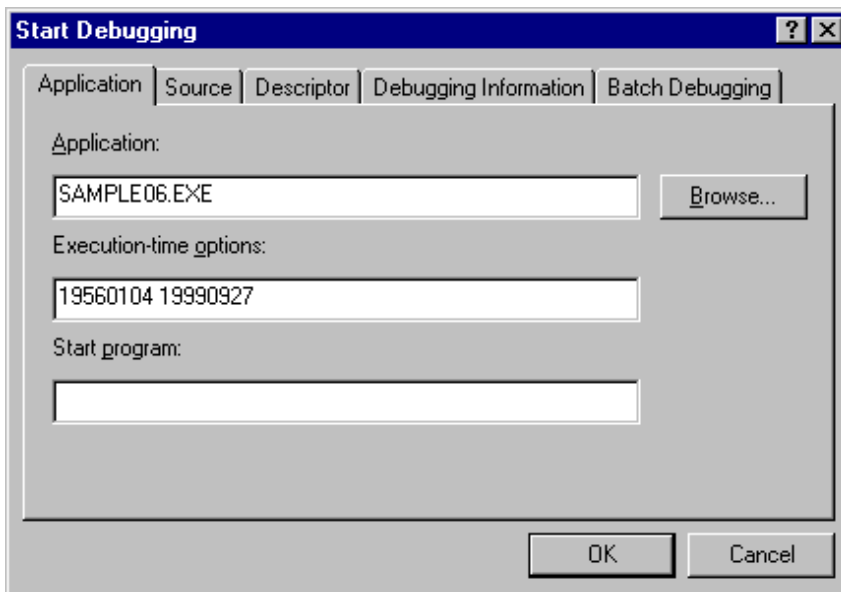 Start Debugging
Application Source Descriptor Debugging Information Batch Debugging
Application:
SAMPLE06.EXE Browse...
Execution-time options:
19560104 19990927
Start program:
OK Cancel